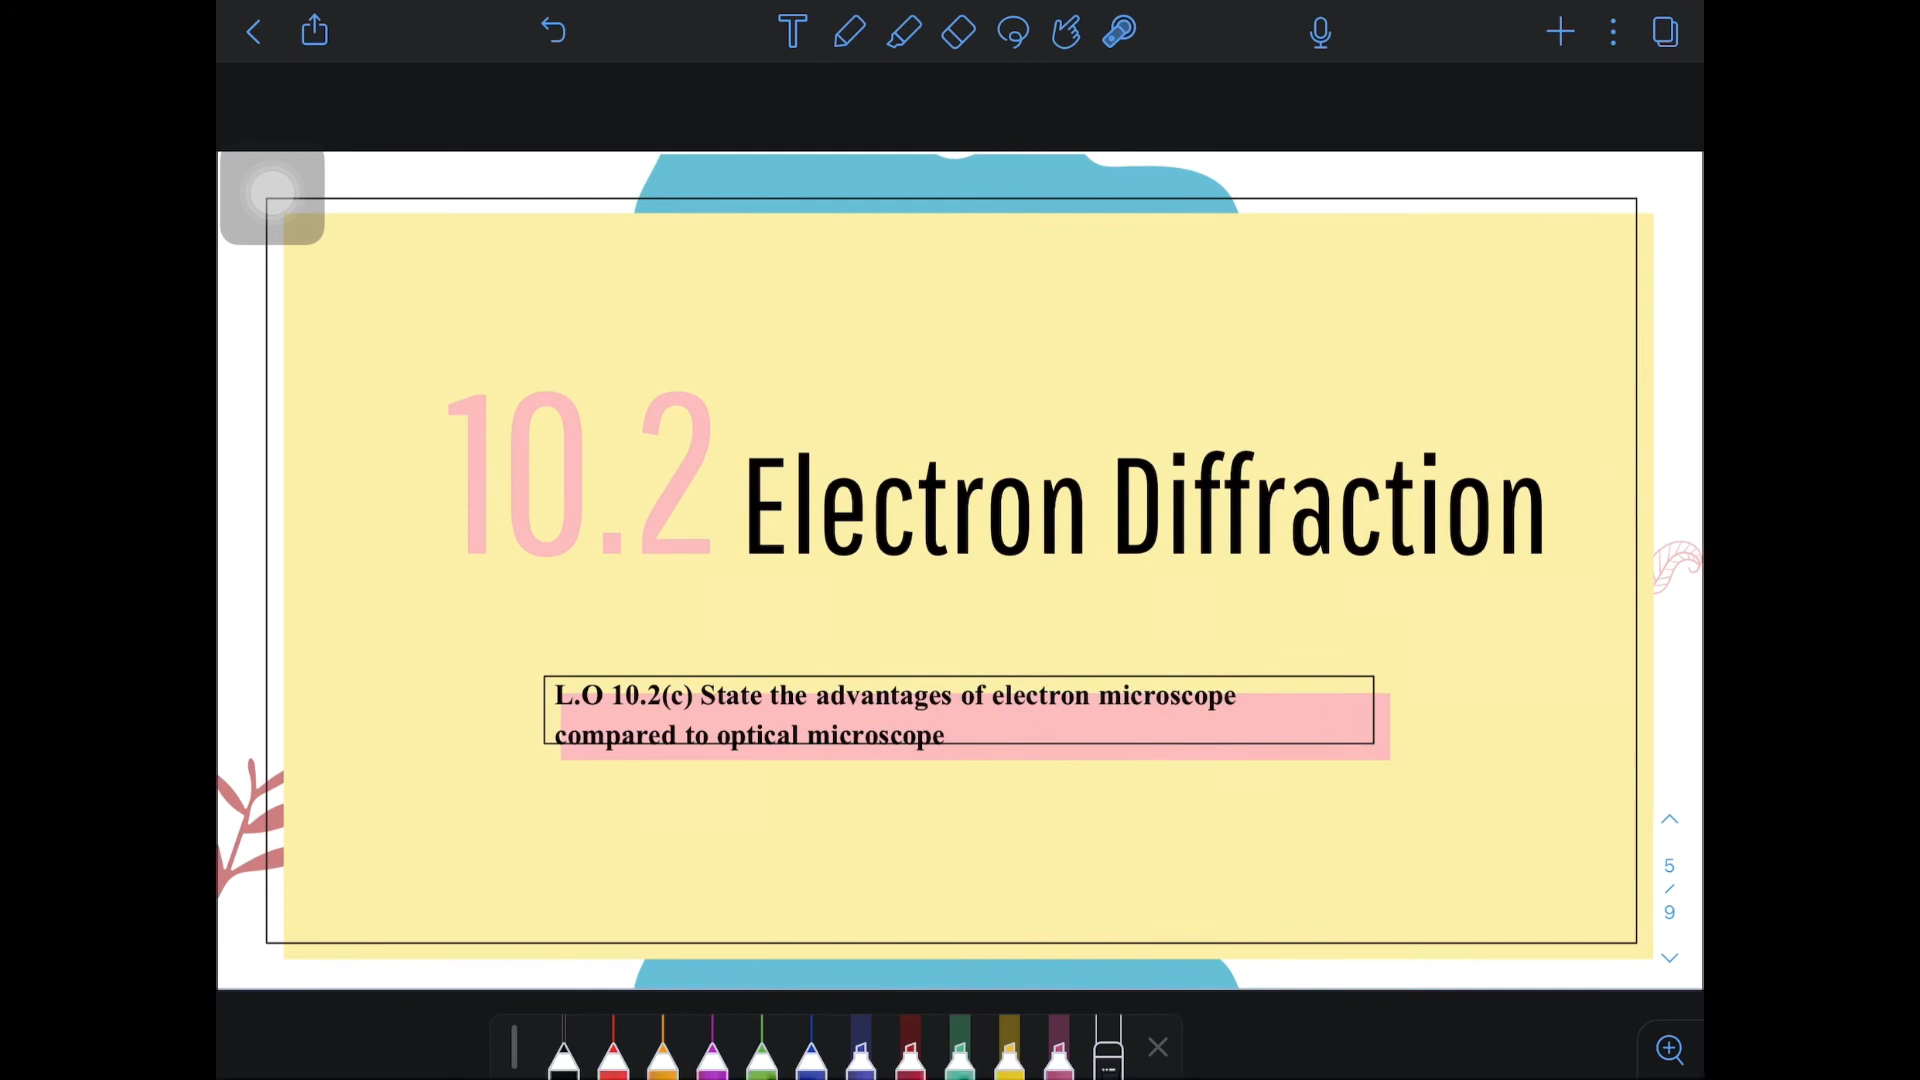 10.2 Electron Diffraction
L.O 10.2(c) State the advantages of electron microscope
compared to optical microscope
5
/
9